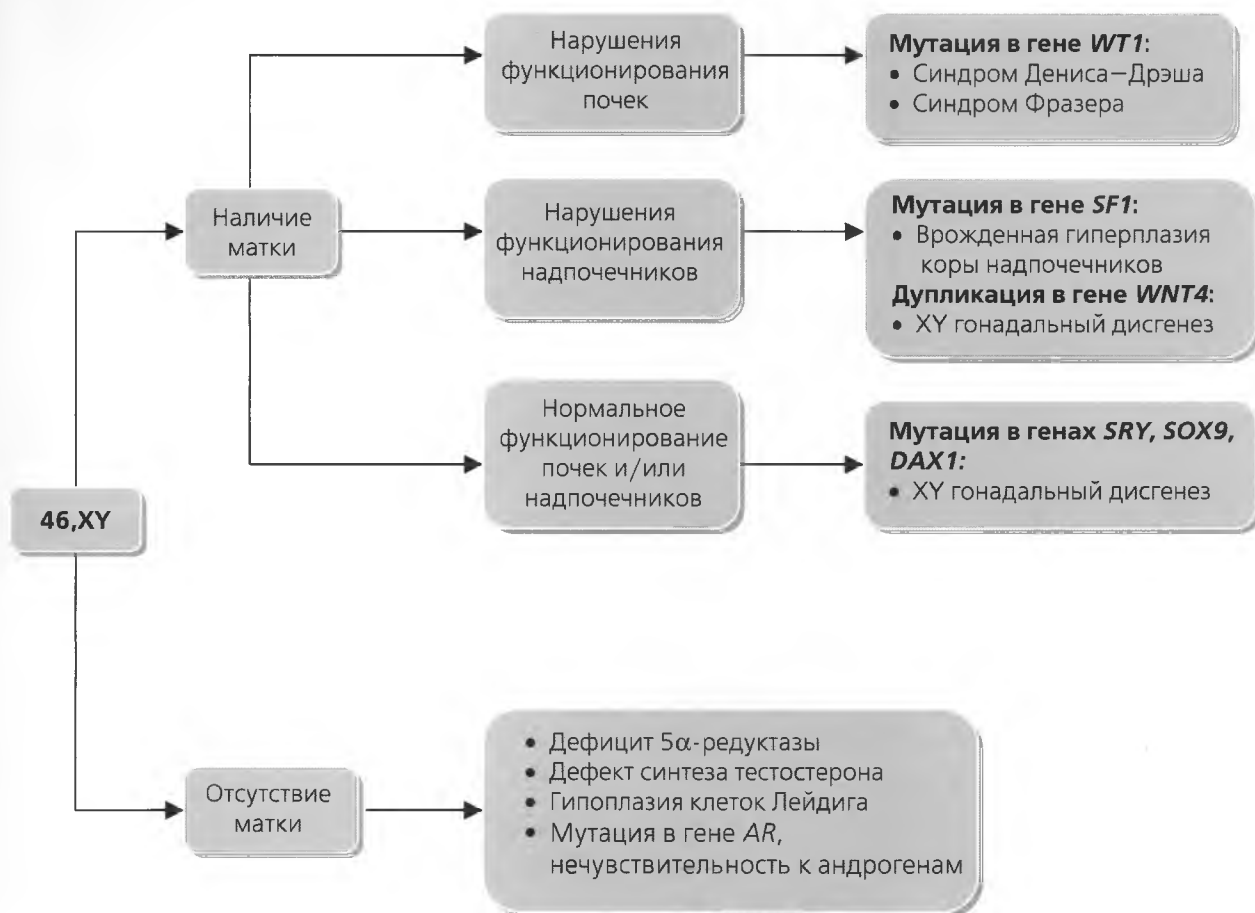 Нарушения
функционирования
почек
Мутация в гене WT1:
• Синдром Дениса–Дрэша
• Синдром Фразера
Наличие
матки
Нарушения
функционирования
надпочечников
Мутация в гене SF1:
• Врожденная гиперплазия
коры надпочечников
Дупликация в гене WNT4:
• XY гонадальный дисгенез
Нормальное
функционирование
почек и/или
надпочечников
Мутация в генах SRY, SOX9,
DAX1:
• XY гонадальный дисгенез
46,XY
Отсутствие
матки
• Дефицит 5α-редуктазы
• Дефект синтеза тестостерона
• Гипоплазия клеток Лейдига
• Мутация в гене AR,
нечувствительность к андрогенам